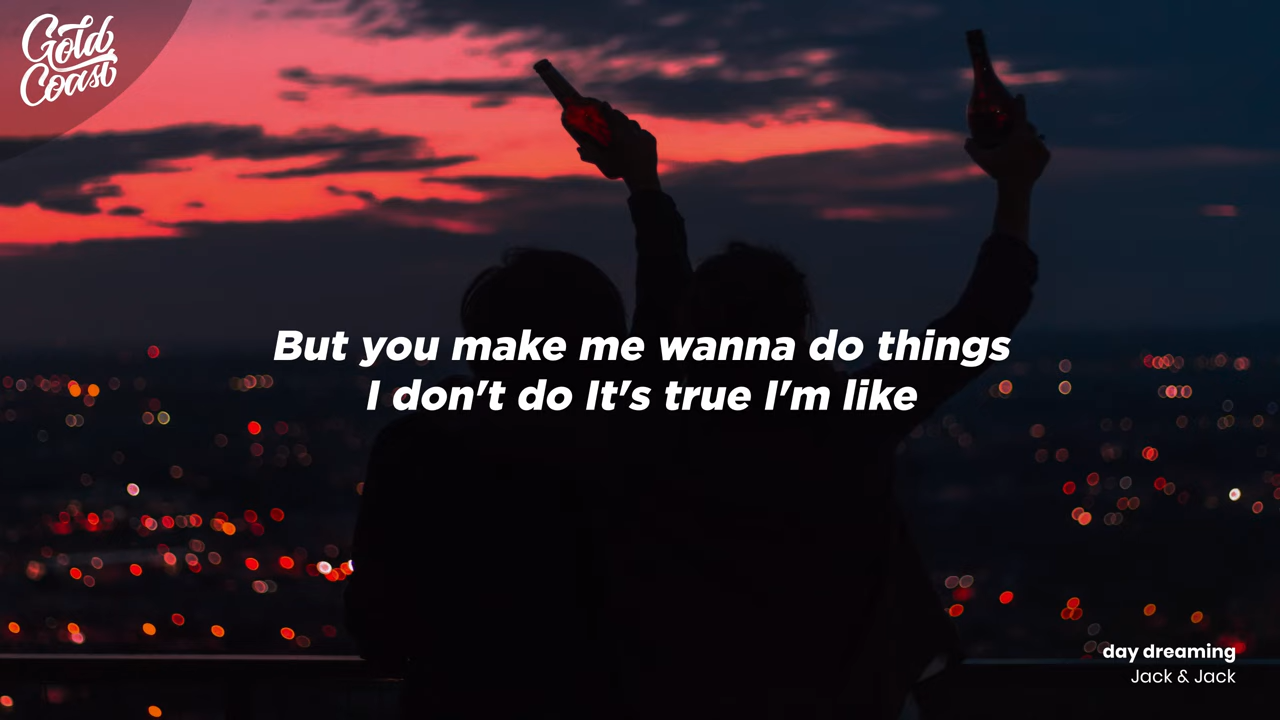 Gold
Coast
But you make me wanna do things
I don't do It's true I'm like
day dreaming
Jack & Jack